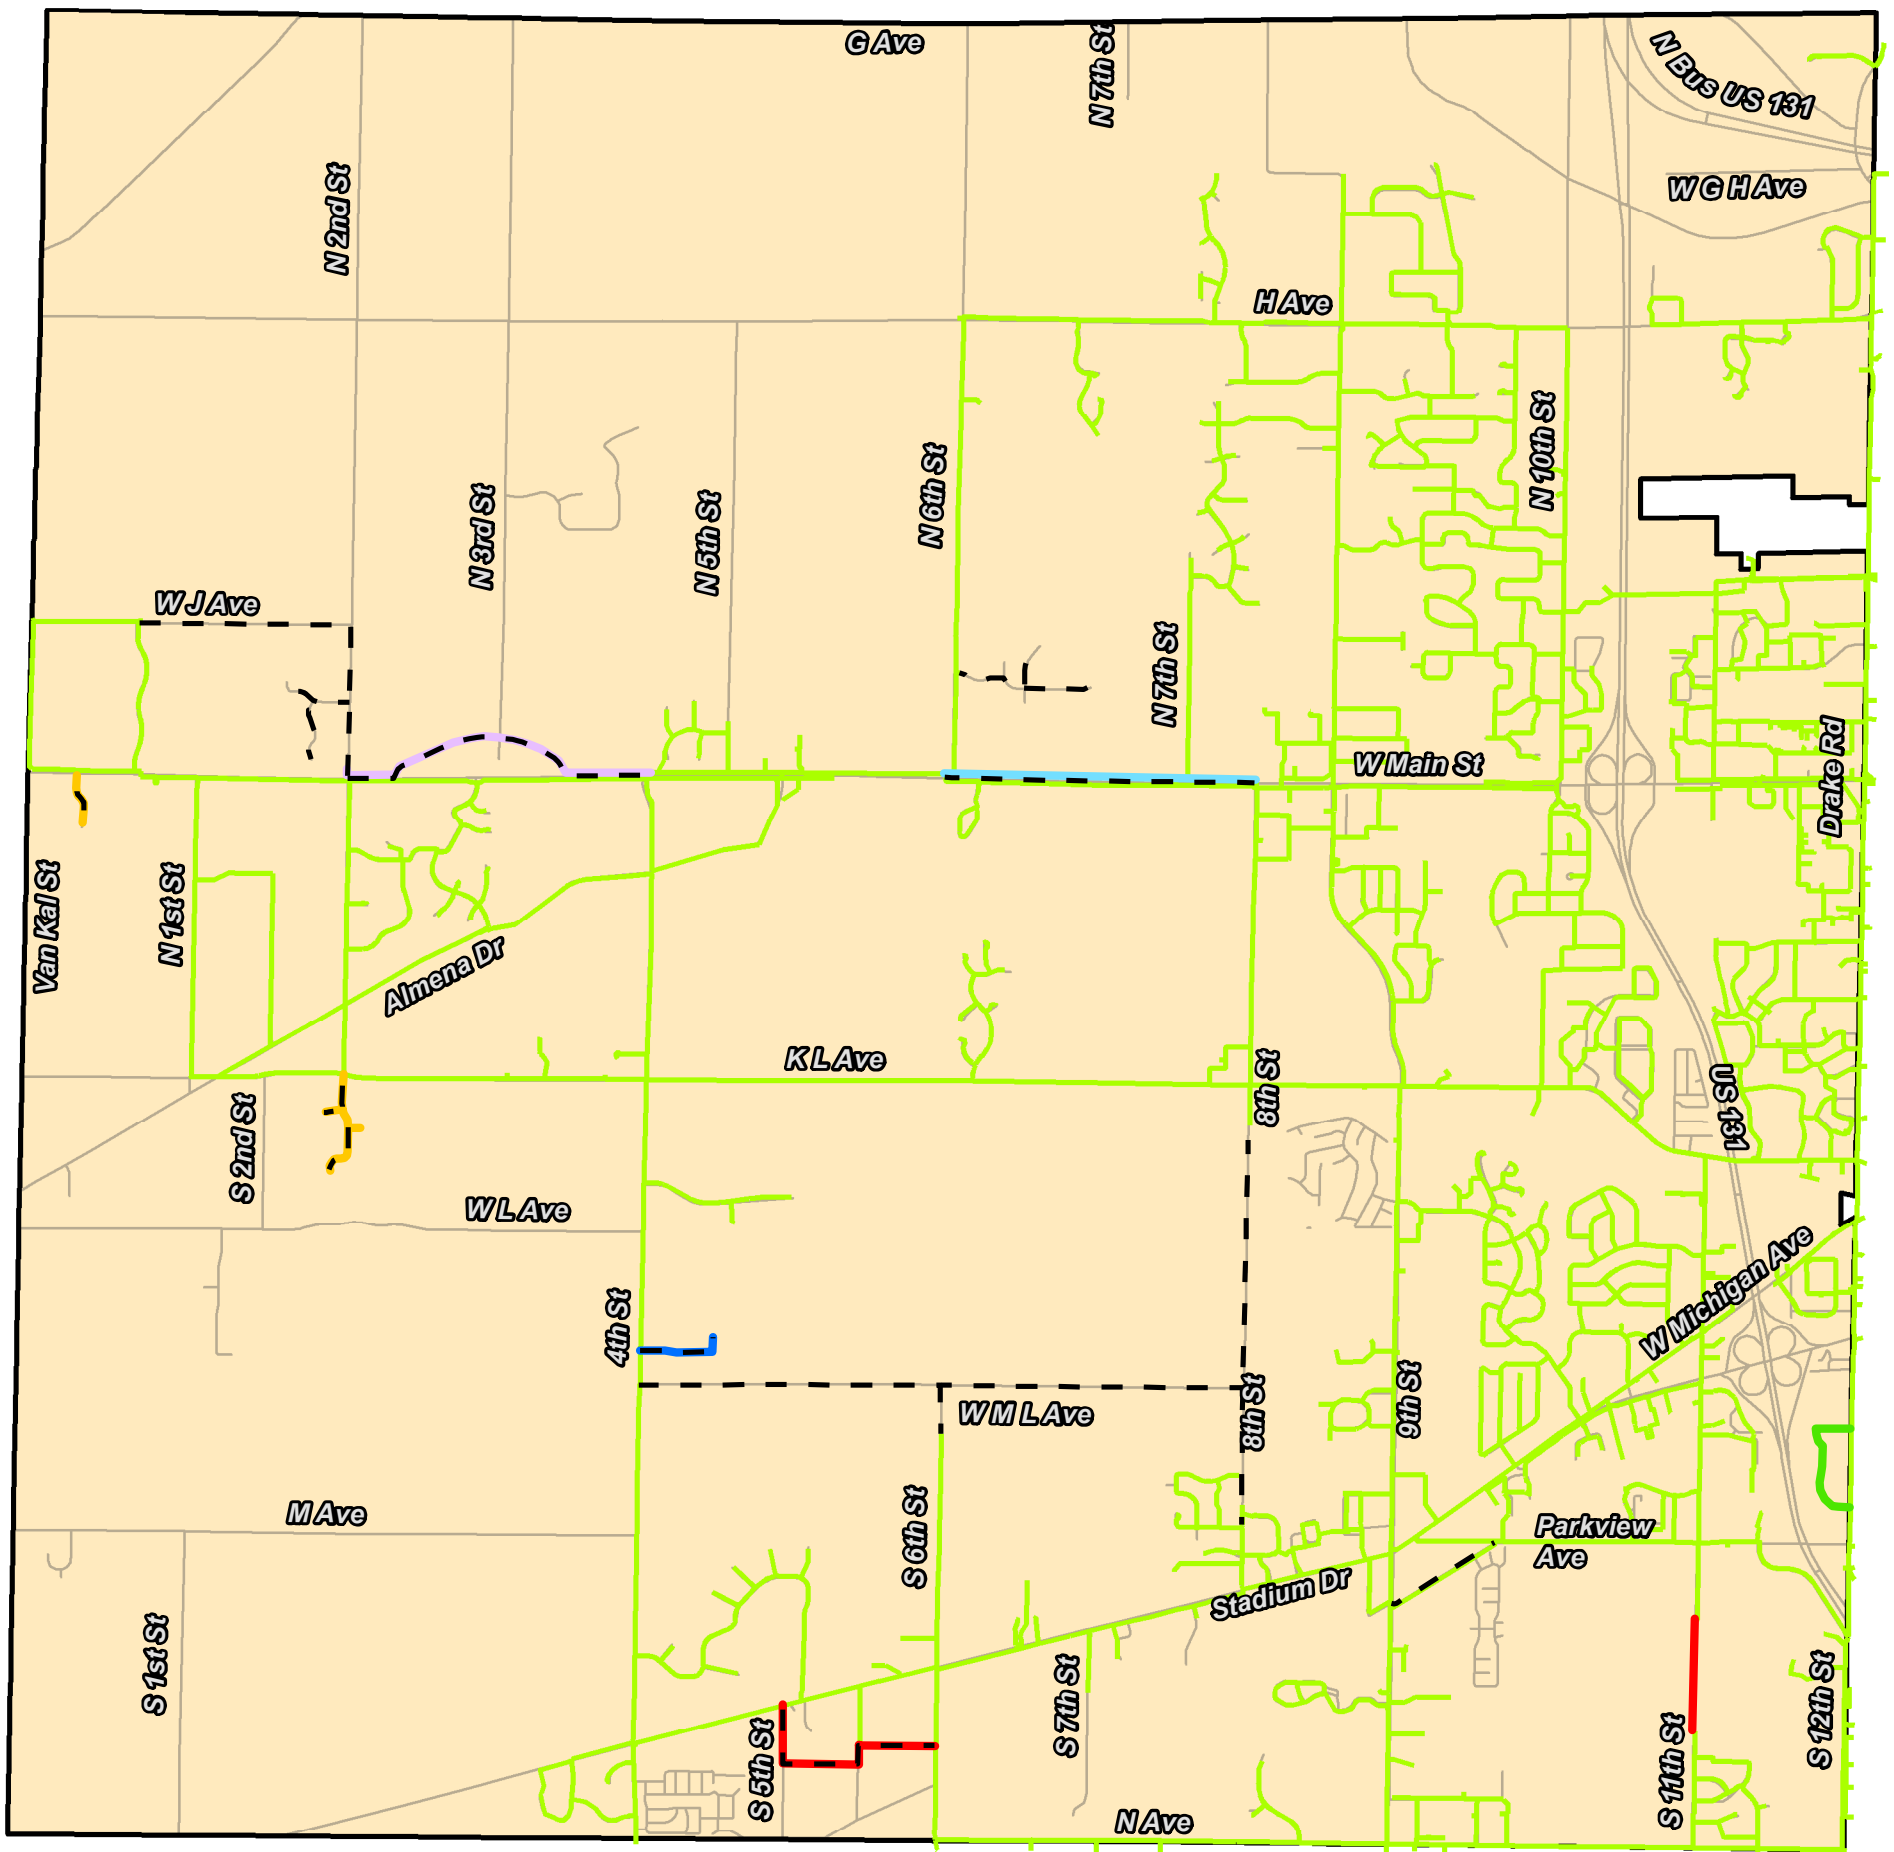 G Ave
N 7th St
N Bus US 131
N 2nd St
W G H Ave
H Ave
N 3rd St
N 5th St
N 6th St
N 10th St
W J Ave
N 7th St
W Main St
Drake Rd
Van Kal St
N 1st St
Almena Dr
K L Ave
8th St
US 131
S 2nd St
W L Ave
4th St
W Michigan Ave
W M L Ave
8th St
9th St
M Ave
S 6th St
Parkview
Ave
Stadium Dr
S 1st St
S 5th St
S 7th St
S 11th St
S 12th St
N Ave